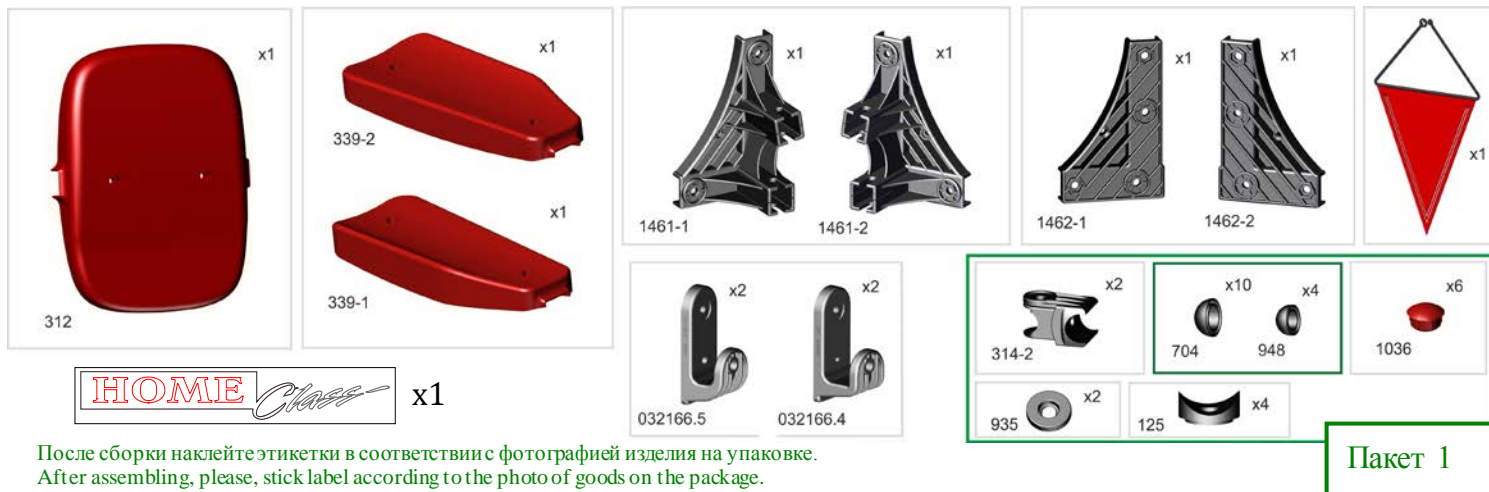 x1
312
x1
339-2
x1
339-1
x1
x1
1461-1
1461-2
x1
x1
1462-1
1462-2
x1
x2
x2
032166.5
032166.4
x2
314-2
x10
x4
704
948
x6
1036
x2
935
x4
125
HOME Class x1
После сборки наклейте этикетки в соответствии с фотографией изделия на упаковке.
After assembling, please, stick label according to the photo of goods on the package.
Пакет 1